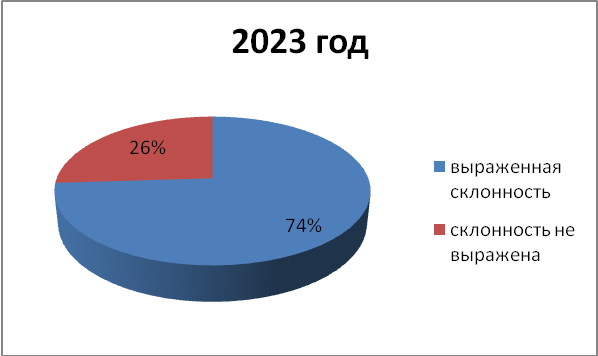 2023 год
26%
74%
выраженная
склонность
склонность не
выражена